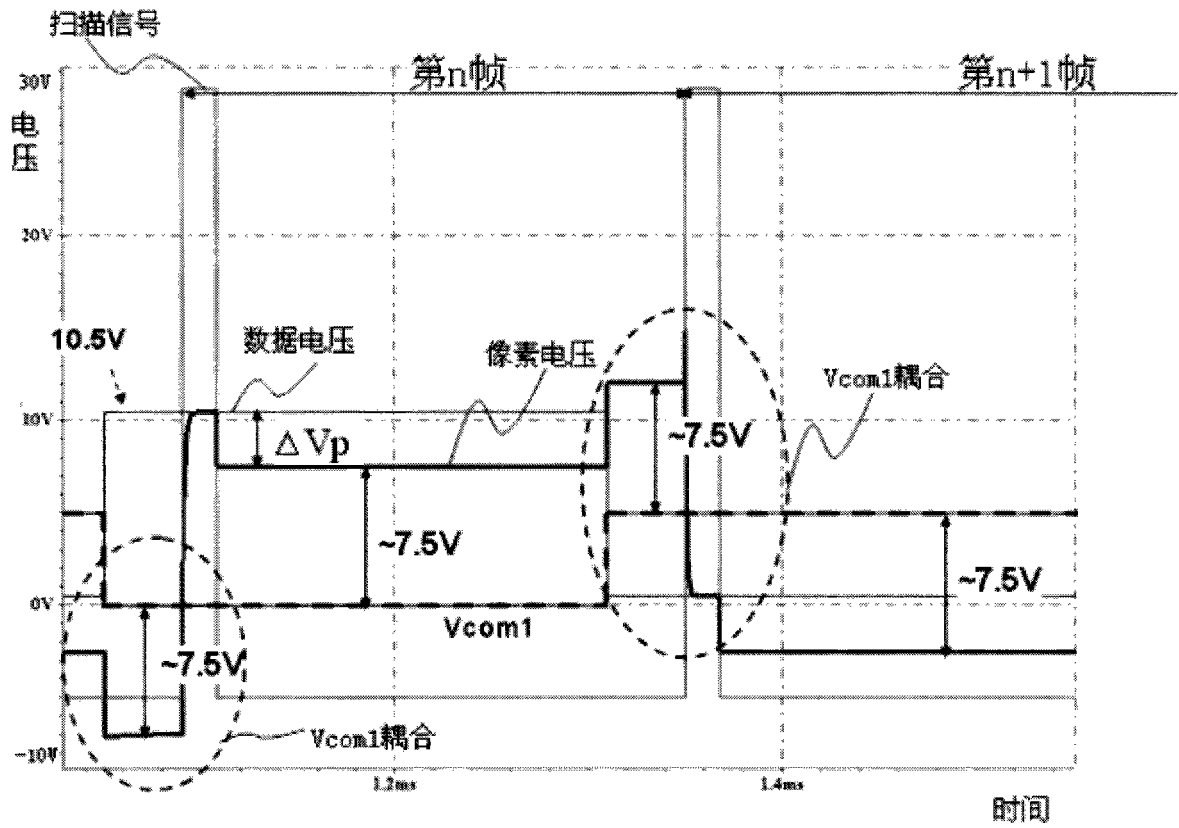 扫描信号
第n帧
第n+1帧
30V
电压
20V
10.5V
数据电压
像素电压
Vcom1耦合
10V
△Vp
~7.5V
~7.5V
~7.5V
0V
Vcom1
~7.5V
Vcom1耦合
-10V
1.2ms
1.4ms
时间